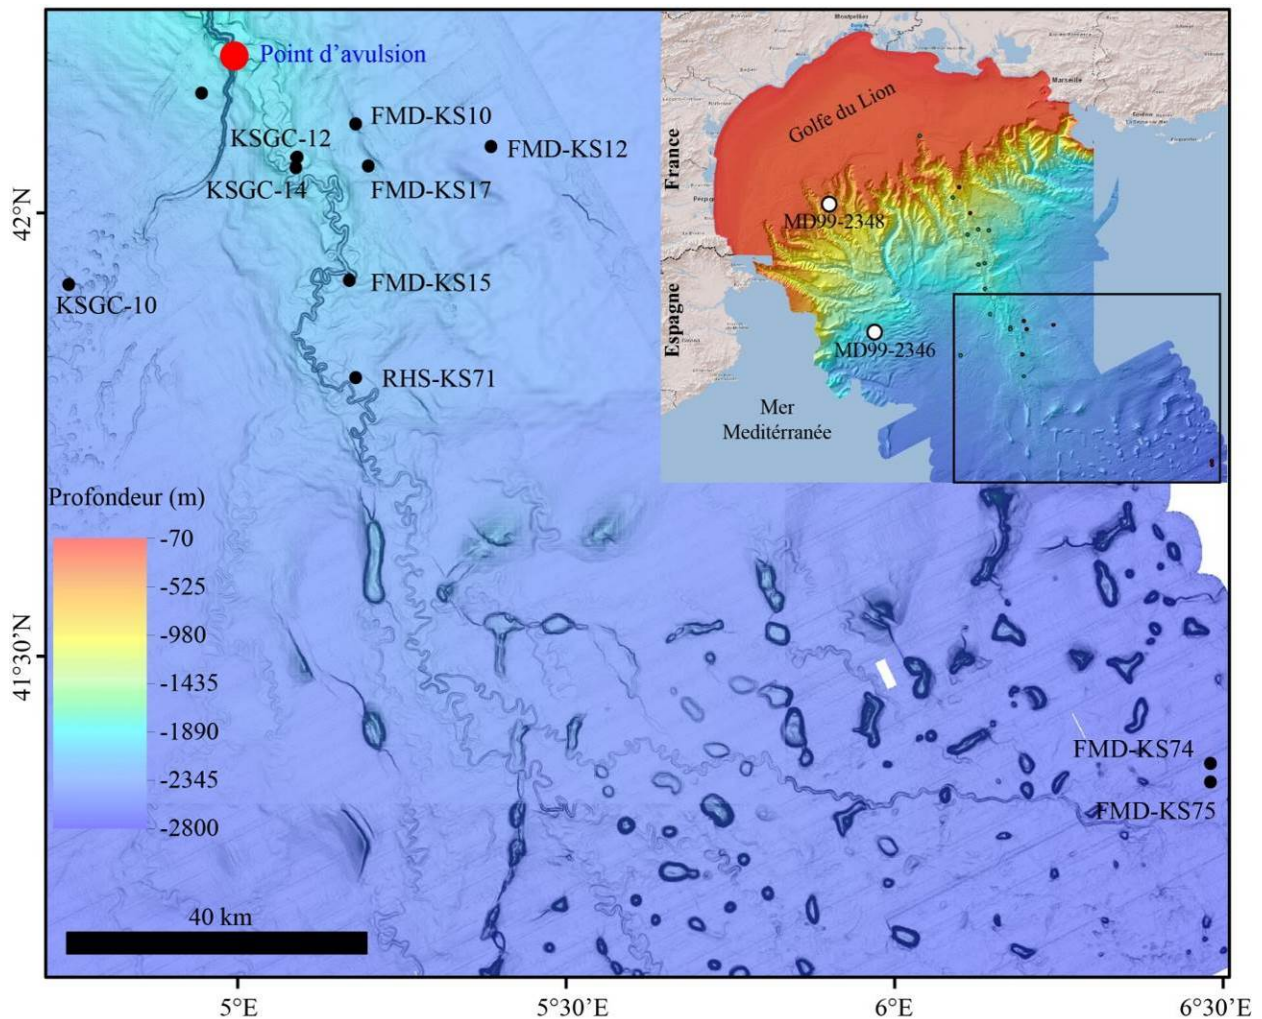 Point d'avulsion
FMD-KS10
KSGC-12
FMD-KS12
KSGC-14
FMD-KS17
FMD-KS15
KSGC-10
RHS-KS71
FMD-KS74
FMD-KS75
Profondeur (m)
-70
-525
-980
-1435
-1890
-2345
-2800
40 km
42°N
41°30'N
5°E
5°30'E
6°E
6°30'E
Montpellier
Marseille
Golfe du Lion
France
MD99-2348
Espagne
MD99-2346
Mer
Meditérranée